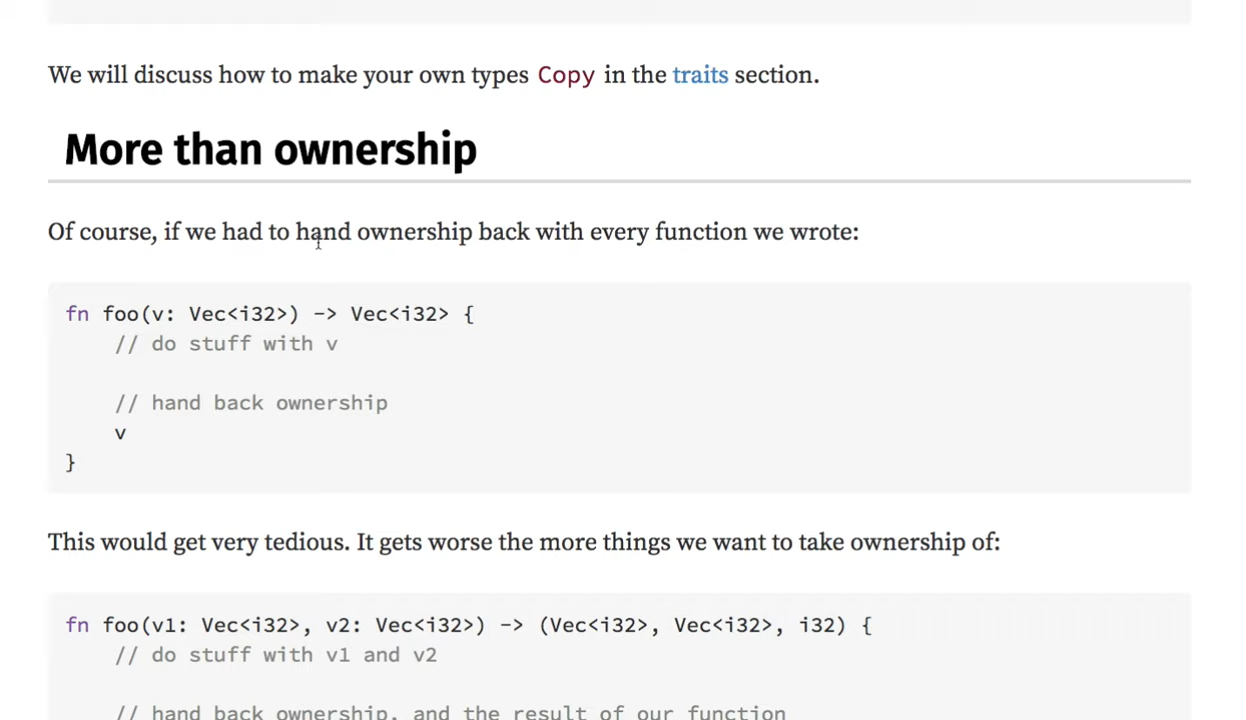 We will discuss how to make your own types Copy in the traits section.
More than ownership
Of course, if we had to hand ownership back with every function we wrote:
fn foo(v: Vec<i32>) -> Vec<i32> {
    // do stuff with v
    // hand back ownership
    v
}
This would get very tedious. It gets worse the more things we want to take ownership of:
fn foo(v1: Vec<i32>, v2: Vec<i32>) -> (Vec<i32>, Vec<i32>, i32) {
    // do stuff with v1 and v2
    // hand back ownership, and the result of our function